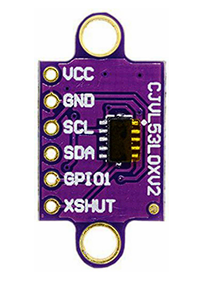 VCC
GND
SCL
SDA
GPIO1
XSHUT
CJVL53L0XV2